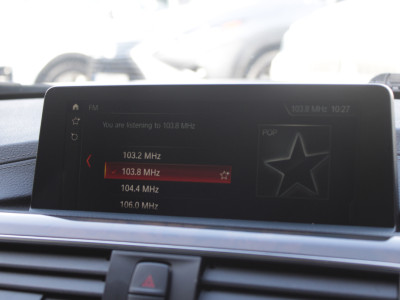 FM
103.8 MHz 10:27
You are listening to 103.8 MHz
POP
103.2 MHz
103.8 MHz
104.4 MHz
106.0 MHz